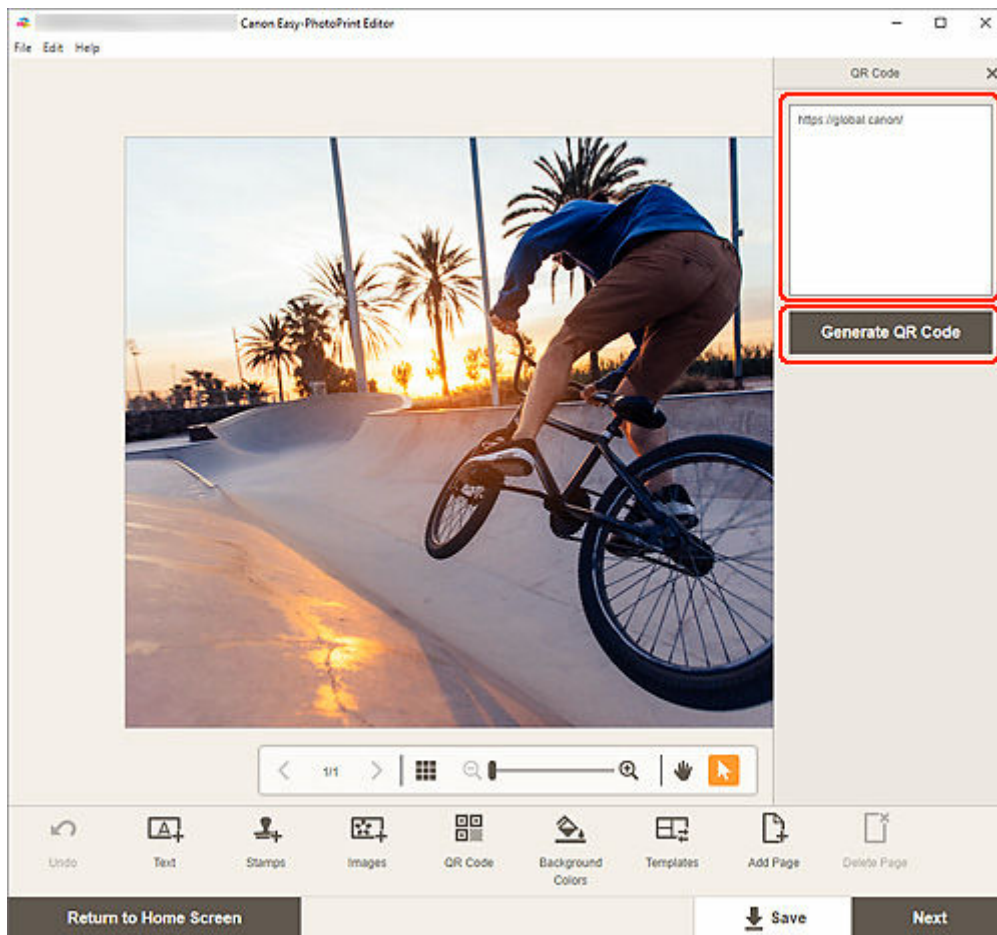 Canon Easy-PhotoPrint Editor
File Edit Help
QR Code
https://global.canon/
Generate QR Code
1/1
Undo
Text
Stamps
Images
QR Code
Background
Colors
Templates
Add Page
Delete Page
Return to Home Screen
Save
Next